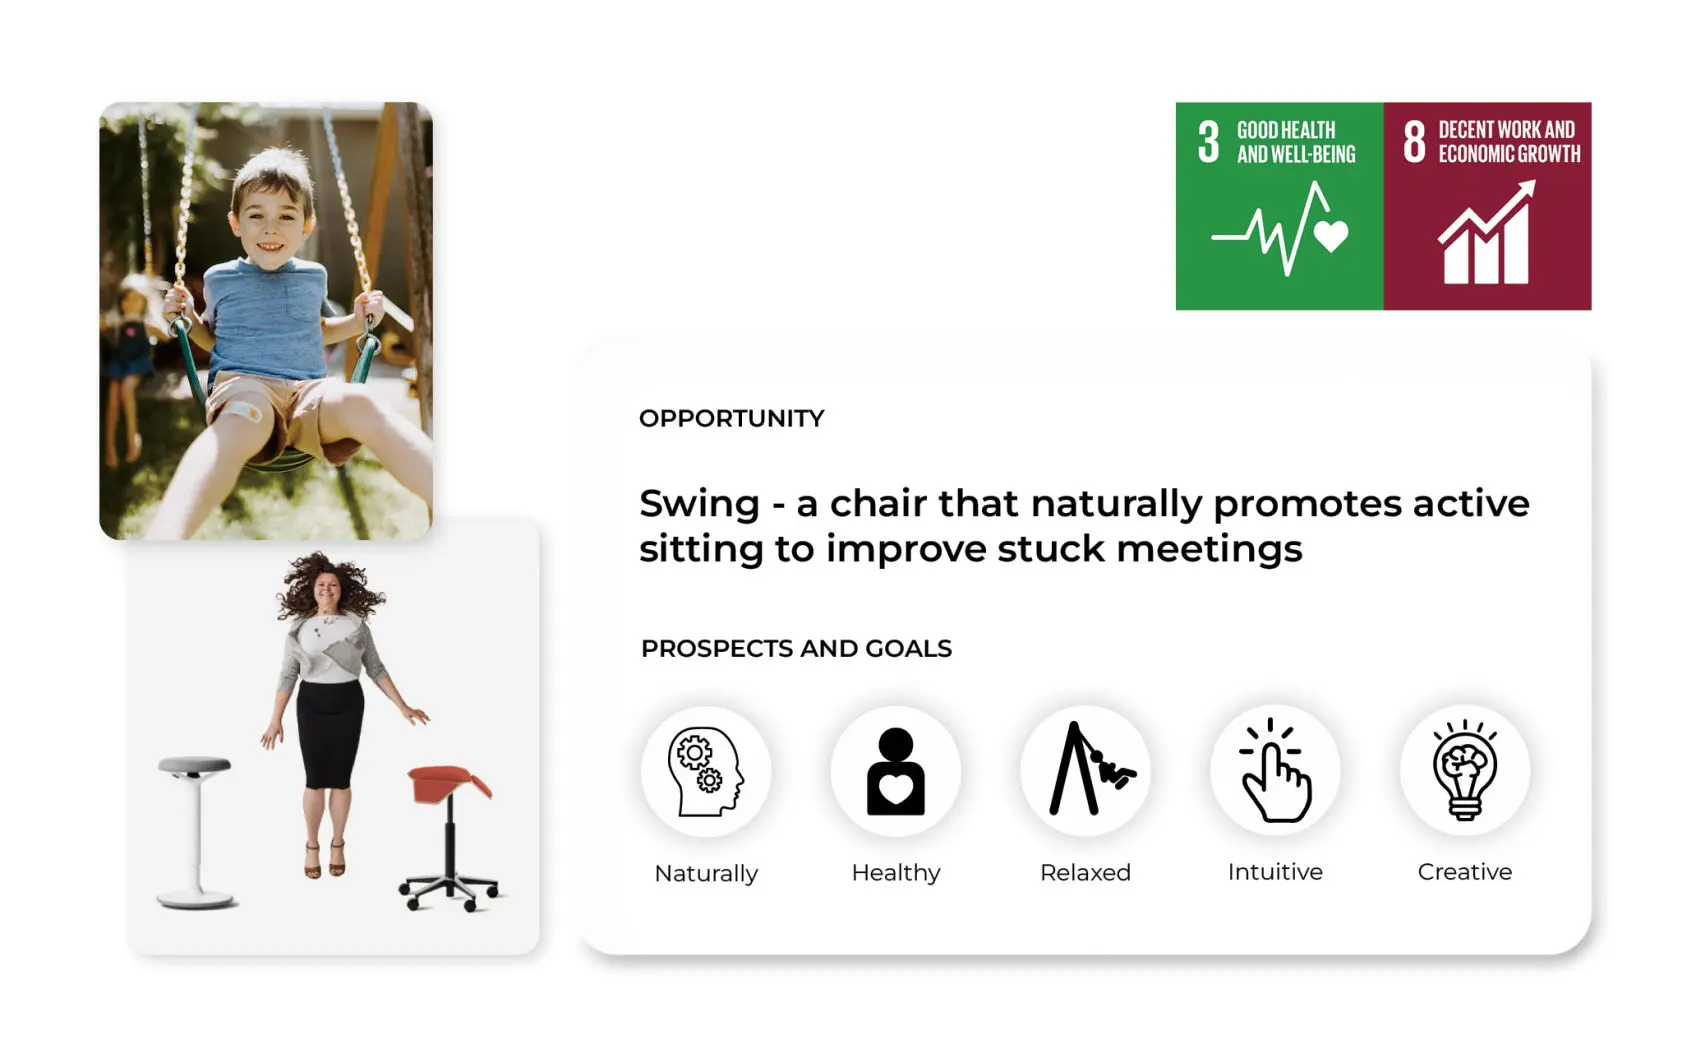 3 GOOD HEALTH
AND WELL-BEING
8 DECENT WORK AND
ECONOMIC GROWTH
OPPORTUNITY
Swing - a chair that naturally promotes active
sitting to improve stuck meetings
PROSPECTS AND GOALS
Naturally
Healthy
Relaxed
Intuitive
Creative